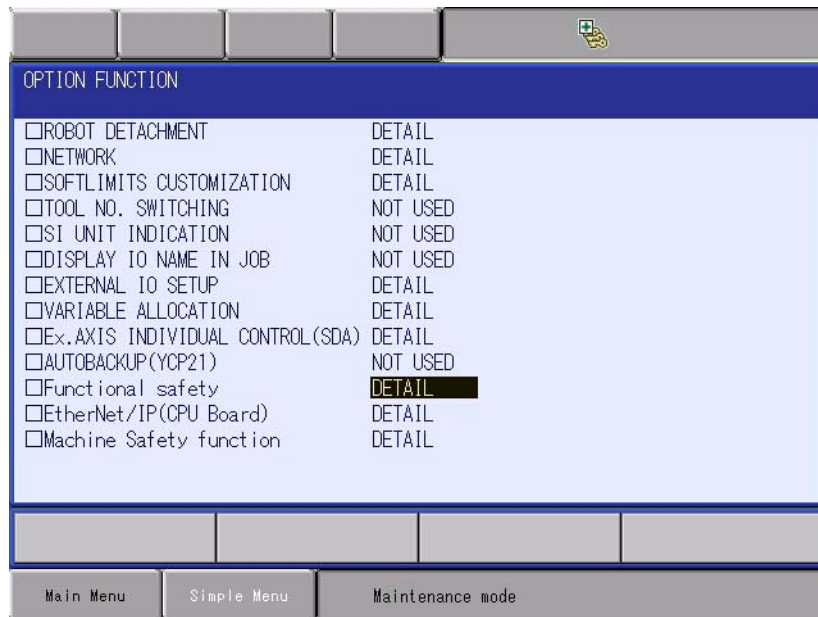 OPTION FUNCTION
ROBOT DETACHMENT DETAIL
NETWORK DETAIL
SOFTLIMITS CUSTOMIZATION DETAIL
TOOL NO. SWITCHING NOT USED
SI UNIT INDICATION NOT USED
DISPLAY IO NAME IN JOB NOT USED
EXTERNAL IO SETUP DETAIL
VARIABLE ALLOCATION DETAIL
Ex.AXIS INDIVIDUAL CONTROL(SDA) DETAIL
AUTOBACKUP(YCP21) NOT USED
Functional safety DETAIL
EtherNet/IP(CPU Board) DETAIL
Machine Safety function DETAIL
Main Menu Simple Menu Maintenance mode